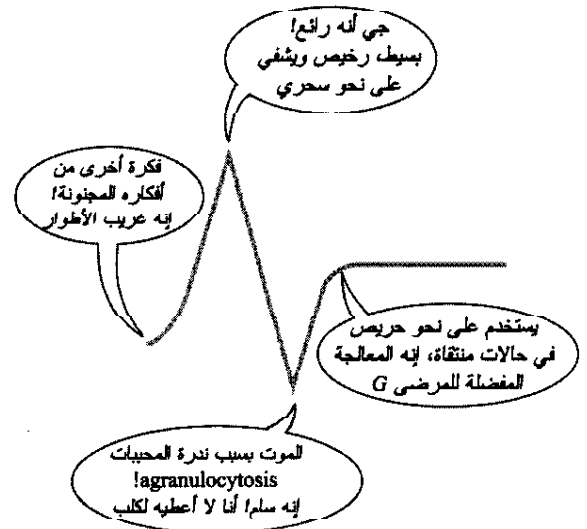 جي أنه رائع!
بسيط رخيص ويشفي
على نحو سحري
فكرة أخرى من
أفكاره المجنونة!
إنه غريب الأطوار
يستخدم على نحو حريص
في حالات منتقاة، إنه المعالجة
المفضلة للمرضى G
الموت بسبب ندرة المحببات
agranulocytosis!
إنه سام! أنا لا أعطيه لكلب